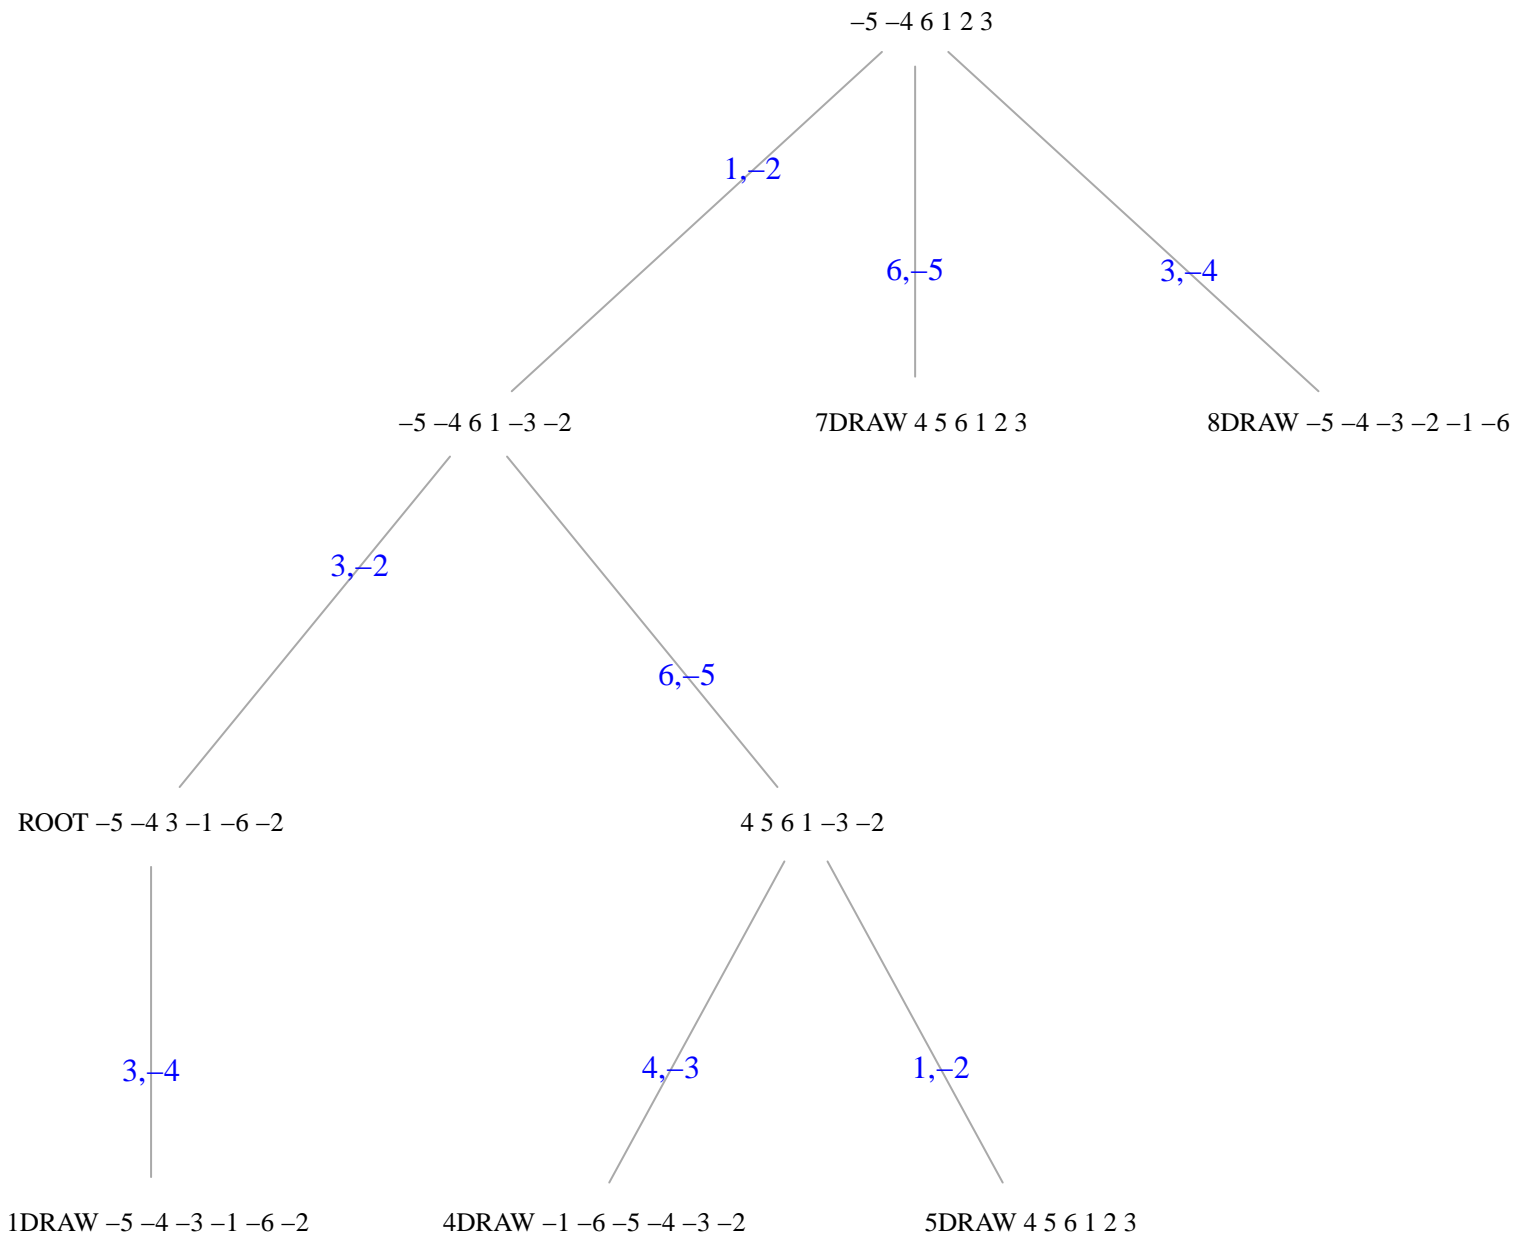 –5 –4 6 1 2 3
1,–2
6,–5
3,–4
–5 –4 6 1 –3 –2
7DRAW 4 5 6 1 2 3
8DRAW –5 –4 –3 –2 –1 –6
3,–2
6,–5
ROOT –5 –4 3 –1 –6 –2
4 5 6 1 –3 –2
3,–4
4,–3
1,–2
1DRAW –5 –4 –3 –1 –6 –2
4DRAW –1 –6 –5 –4 –3 –2
5DRAW 4 5 6 1 2 3